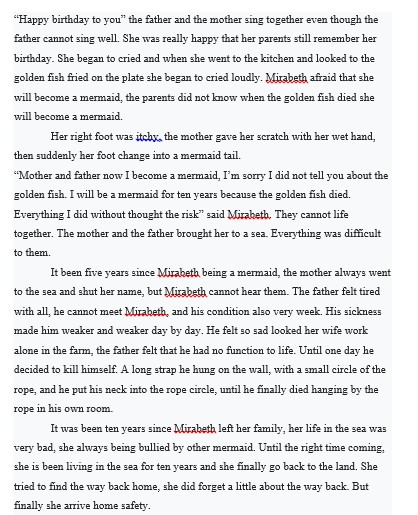 “Happy birthday to you” the father and the mother sing together even though the
father cannot sing well. She was really happy that her parents still remember her
birthday. She began to cried and when she went to the kitchen and looked to the
golden fish fried on the plate she began to cried loudly. Mirabeth afraid that she
will become a mermaid, the parents did not know when the golden fish died she
will become a mermaid.
Her right foot was itchy, the mother gave her scratch with her wet hand,
then suddenly her foot change into a mermaid tail.
“Mother and father now I become a mermaid, I’m sorry I did not tell you about the
golden fish. I will be a mermaid for ten years because the golden fish died.
Everything I did without thought the risk” said Mirabeth. They cannot life
together. The mother and the father brought her to a sea. Everything was difficult
to them.
It been five years since Mirabeth being a mermaid, the mother always went
to the sea and shut her name, but Mirabeth cannot hear them. The father felt tired
with all, he cannot meet Mirabeth, and his condition also very week. His sickness
made him weaker and weaker day by day. He felt so sad looked her wife work
alone in the farm, the father felt that he had no function to life. Until one day he
decided to kill himself. A long strap he hung on the wall, with a small circle of the
rope, and he put his neck into the rope circle, until he finally died hanging by the
rope in his own room.
It was been ten years since Mirabeth left her family, her life in the sea was
very bad, she always being bullied by other mermaid. Until the right time coming,
she is been living in the sea for ten years and she finally go back to the land. She
tried to find the way back home, she did forget a little about the way back. But
finally she arrive home safety.